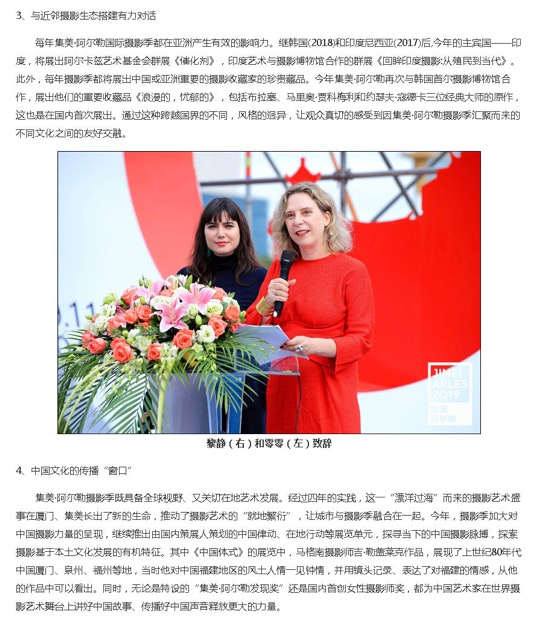 3、与近邻摄影生态搭建有力对话
每年集美·阿尔勒国际摄影季都在亚洲产生有效的影响力。继韩国(2018)和印度尼西亚(2017)后,今年的主宾国——印
度，将展出阿尔卡兹艺术基金会群展《催化剂》，印度艺术与摄影博物馆合作的群展《回眸印度摄影:从殖民到当代》。
此外，每年摄影季都将展出中国或亚洲重要的摄影收藏家的珍贵藏品。今年集美·阿尔勒再次与韩国首尔摄影博物馆合
作，展出他们的重要收藏品《浪漫的，忧郁的》，包括布拉塞、马里奥·贾科梅利和约瑟夫·寇德卡三位经典大师的原作，
这也是在国内首次展出。通过这种跨越国界的不同，风格的迥异，让观众真切的感受到因集美·阿尔勒摄影季汇聚而来的
不同文化之间的友好交融。
JIMEI
ARLES
2019
集美
阿尔勒
黎静（右）和零零（左）致辞
4、中国文化的传播“窗口”
集美·阿尔勒摄影季既具备全球视野、又关切在地艺术发展。经过四年的实践，这一“漂洋过海”而来的摄影艺术盛
事在厦门、集美长出了新的生命，推动了摄影艺术的“就地繁衍”，让城市与摄影季融合在一起。今年，摄影季加大对
中国摄影力量的呈现，继续推出由国内策展人策划的中国律动、在地行动等展览单元，探寻当下的中国摄影脉搏，探索
摄影基于本土文化发展的有机特征。其中《中国体式》的展览中，马格南摄影师吉·勒盖莱克作品，展现了上世纪80年代
中国厦门、泉州、福州等地，当时他对中国福建地区的风土人情一见钟情，并用镜头记录、表达了对福建的情感，从他
的作品中可以看出。同时，无论是特设的“集美·阿尔勒发现奖”还是国内首创女性摄影师奖，都为中国艺术家在世界摄
影艺术舞台上讲好中国故事、传播好中国声音释放更大的力量。